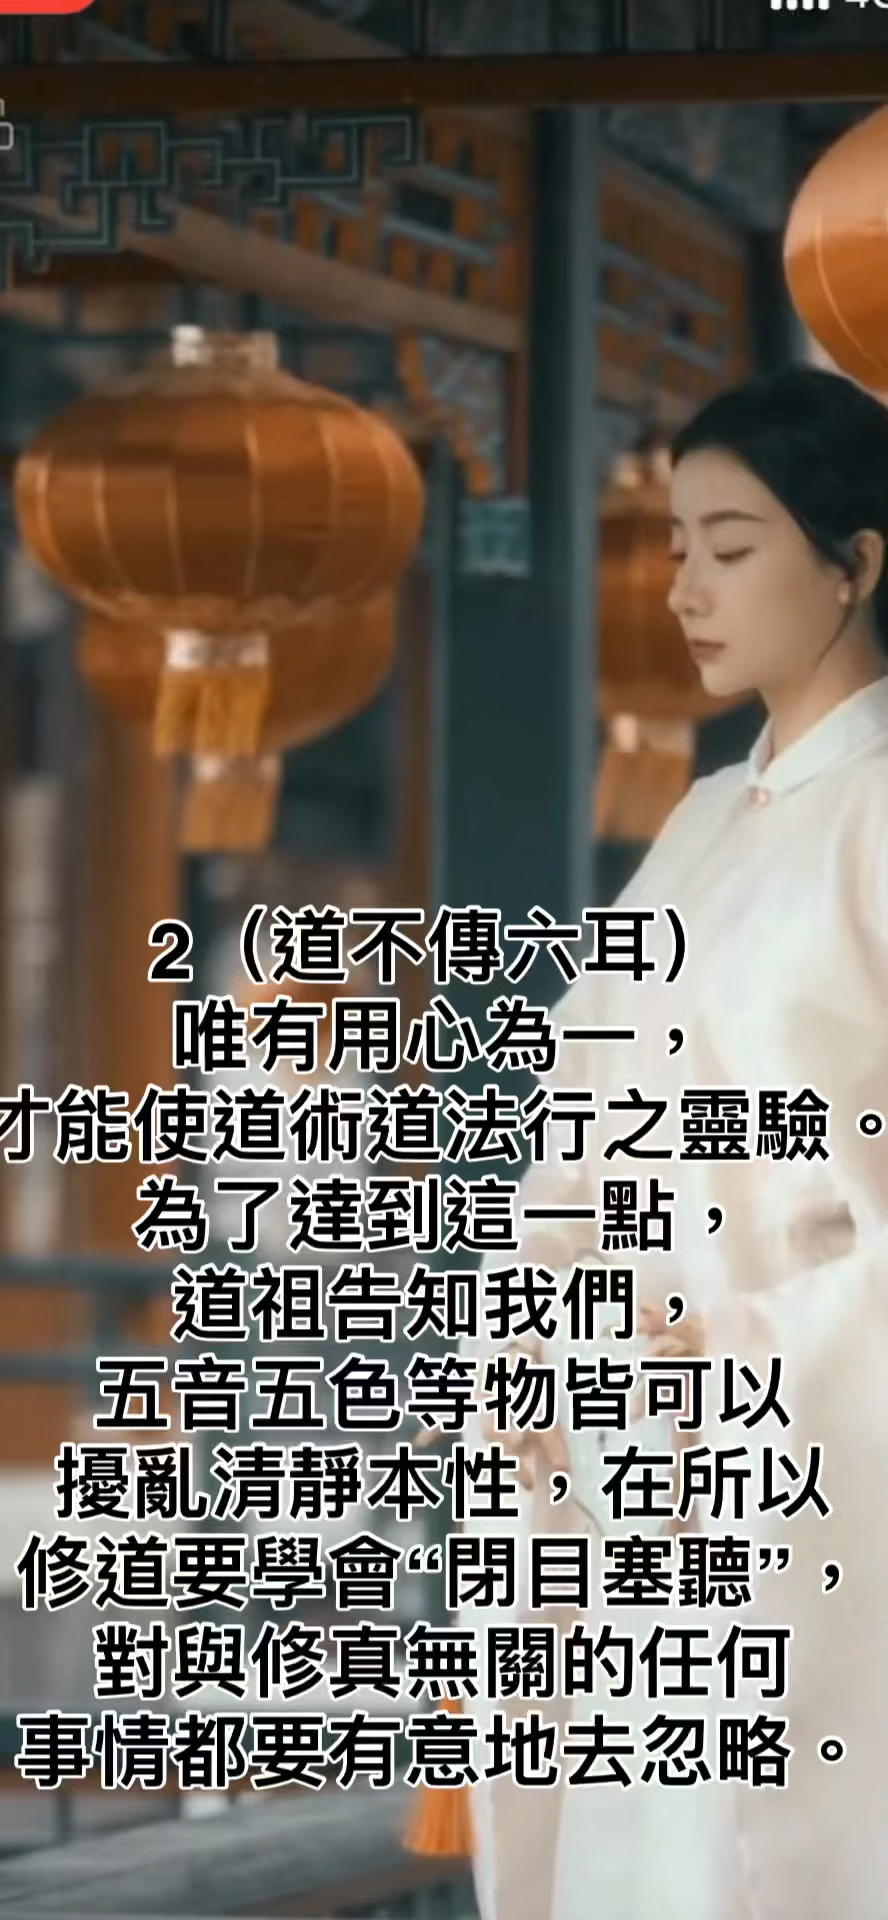 2（道不傳六耳）
唯有用心為一，
才能使道術道法行之靈驗。
為了達到這一點，
道祖告知我們，
五音五色等物皆可以
擾亂清靜本性，在所以
修道要學會“閉目塞聽”，
對與修真無關的任何
事情都要有意地去忽略。